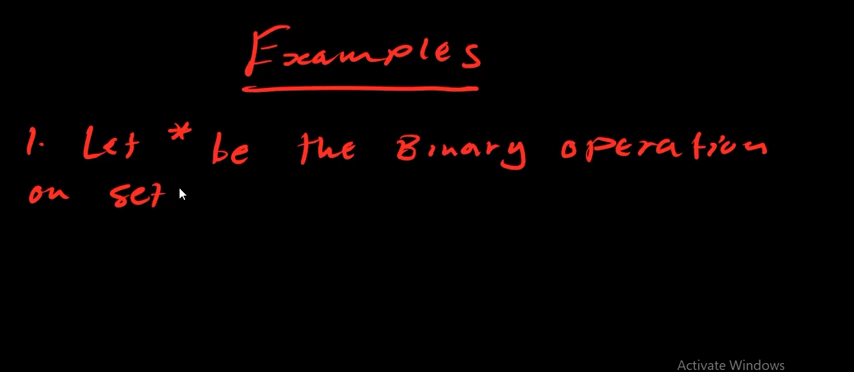 Examples
1. Let * be the Binary operation
on set
Activate Windows